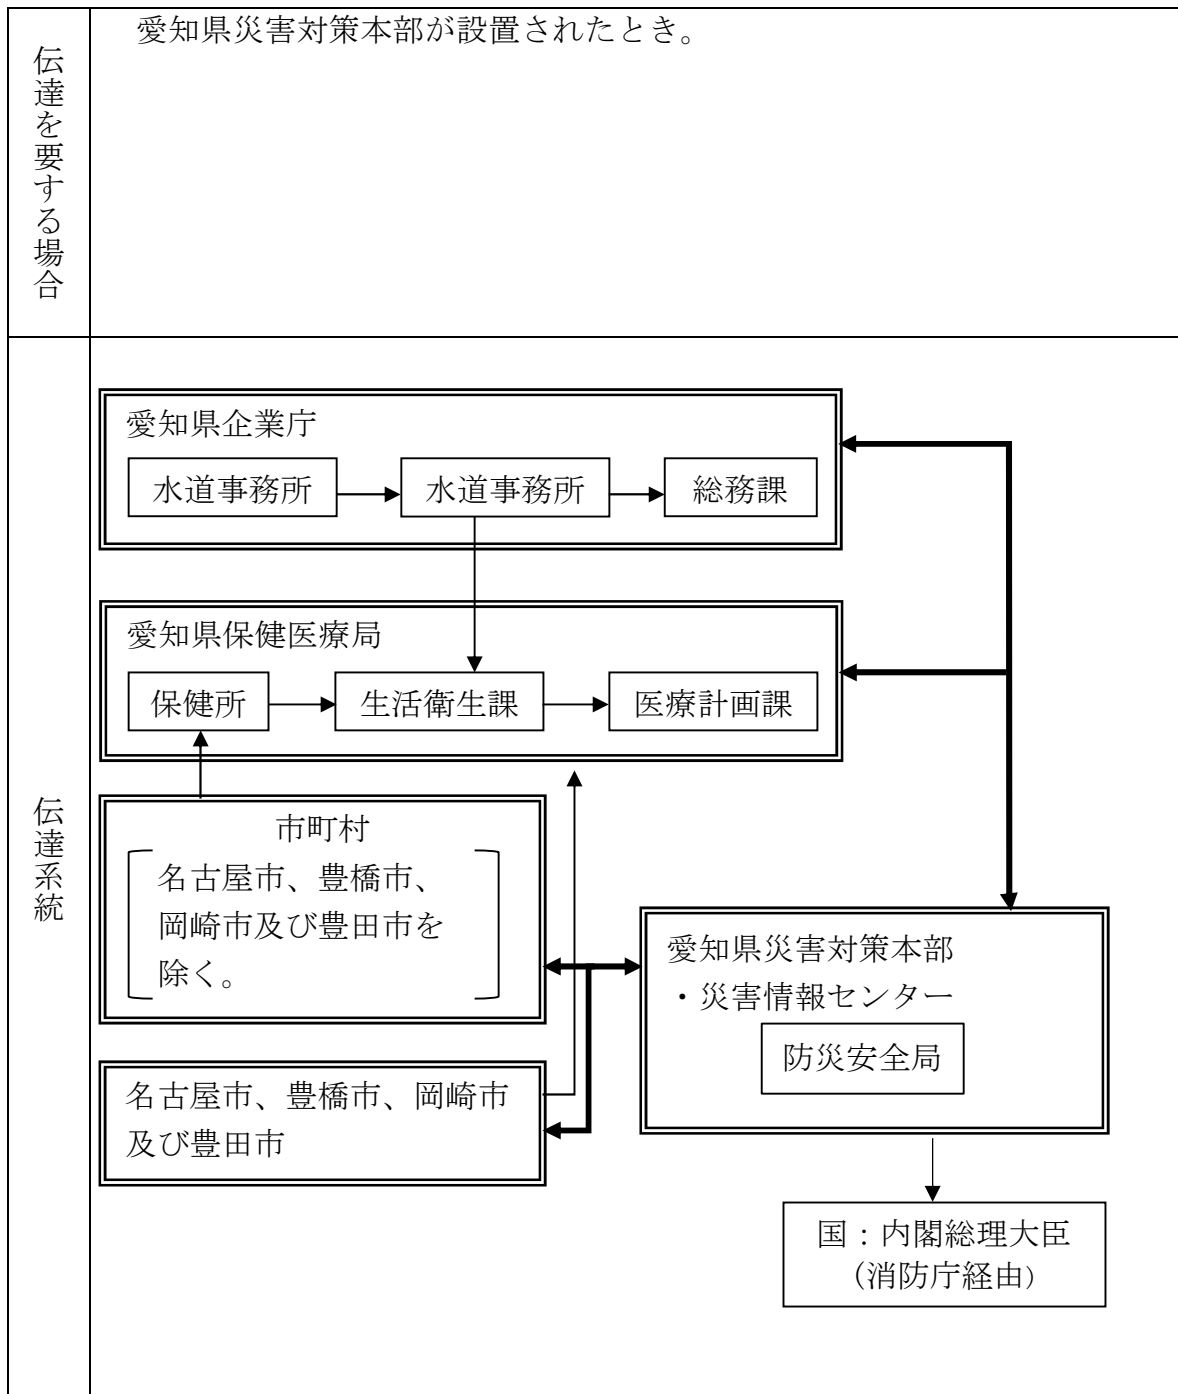 伝達を要する場合
愛知県災害対策本部が設置されたとき。
伝達系統
愛知県企業庁
水道事務所
水道事務所
総務課
愛知県保健医療局
保健所
生活衛生課
医療計画課
市町村
名古屋市、豊橋市、
岡崎市及び豊田市を
除く。
名古屋市、豊橋市、岡崎市
及び豊田市
愛知県災害対策本部
・災害情報センター
防災安全局
国：内閣総理大臣
（消防庁経由）